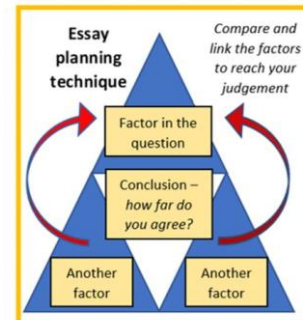 Essay
planning
technique
Compare and
link the factors
to reach your
judgement
Factor in the
question
Conclusion –
how far do
you agree?
Another
factor
Another
factor